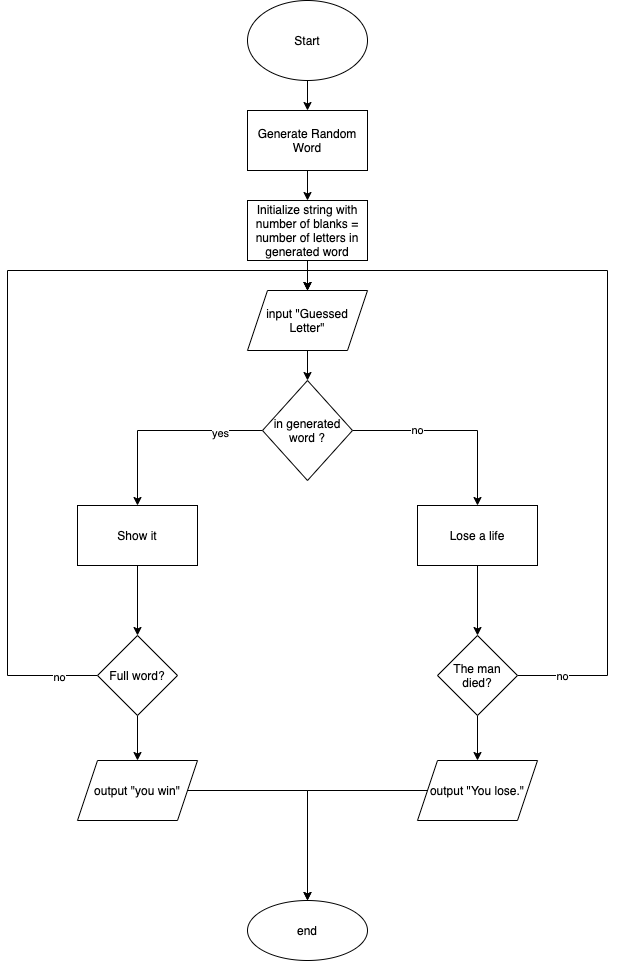 Start
Generate Random
Word
Initialize string with
number of blanks =
number of letters in
generated word
input "Guessed
Letter"
in generated
word ?
yes
no
Show it
Lose a life
Full word?
no
The man
died?
no
output "you win"
output "You lose."
end